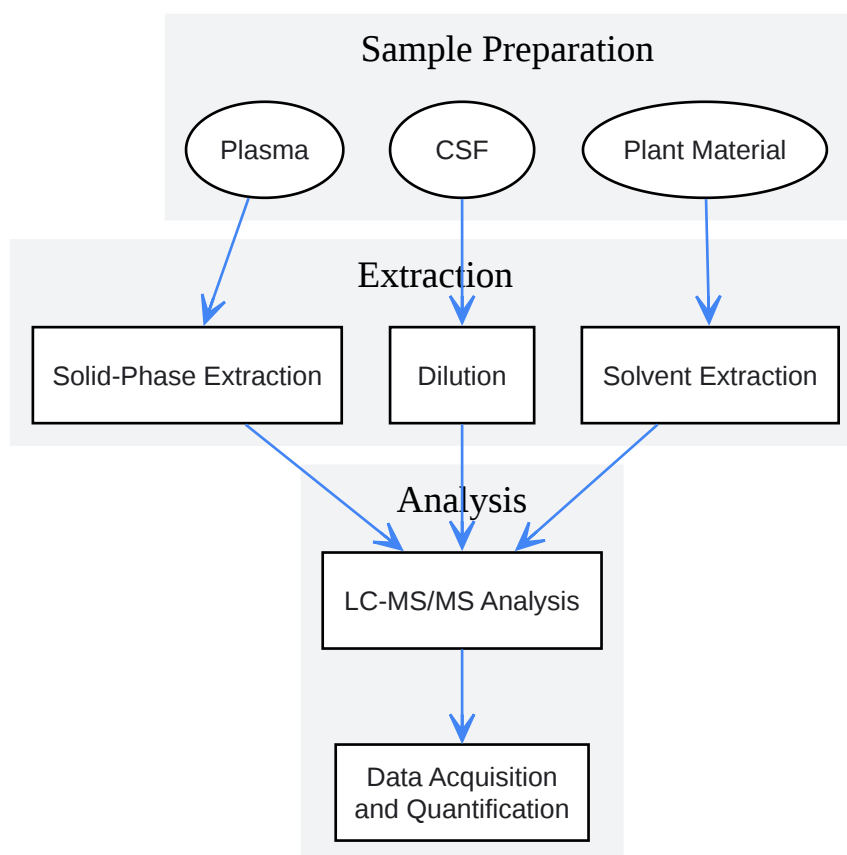 Sample Preparation
Plasma
CSF
Plant Material
Extraction
Solid-Phase Extraction
Dilution
Solvent Extraction
Analysis
LC-MS/MS Analysis
Data Acquisition
and Quantification